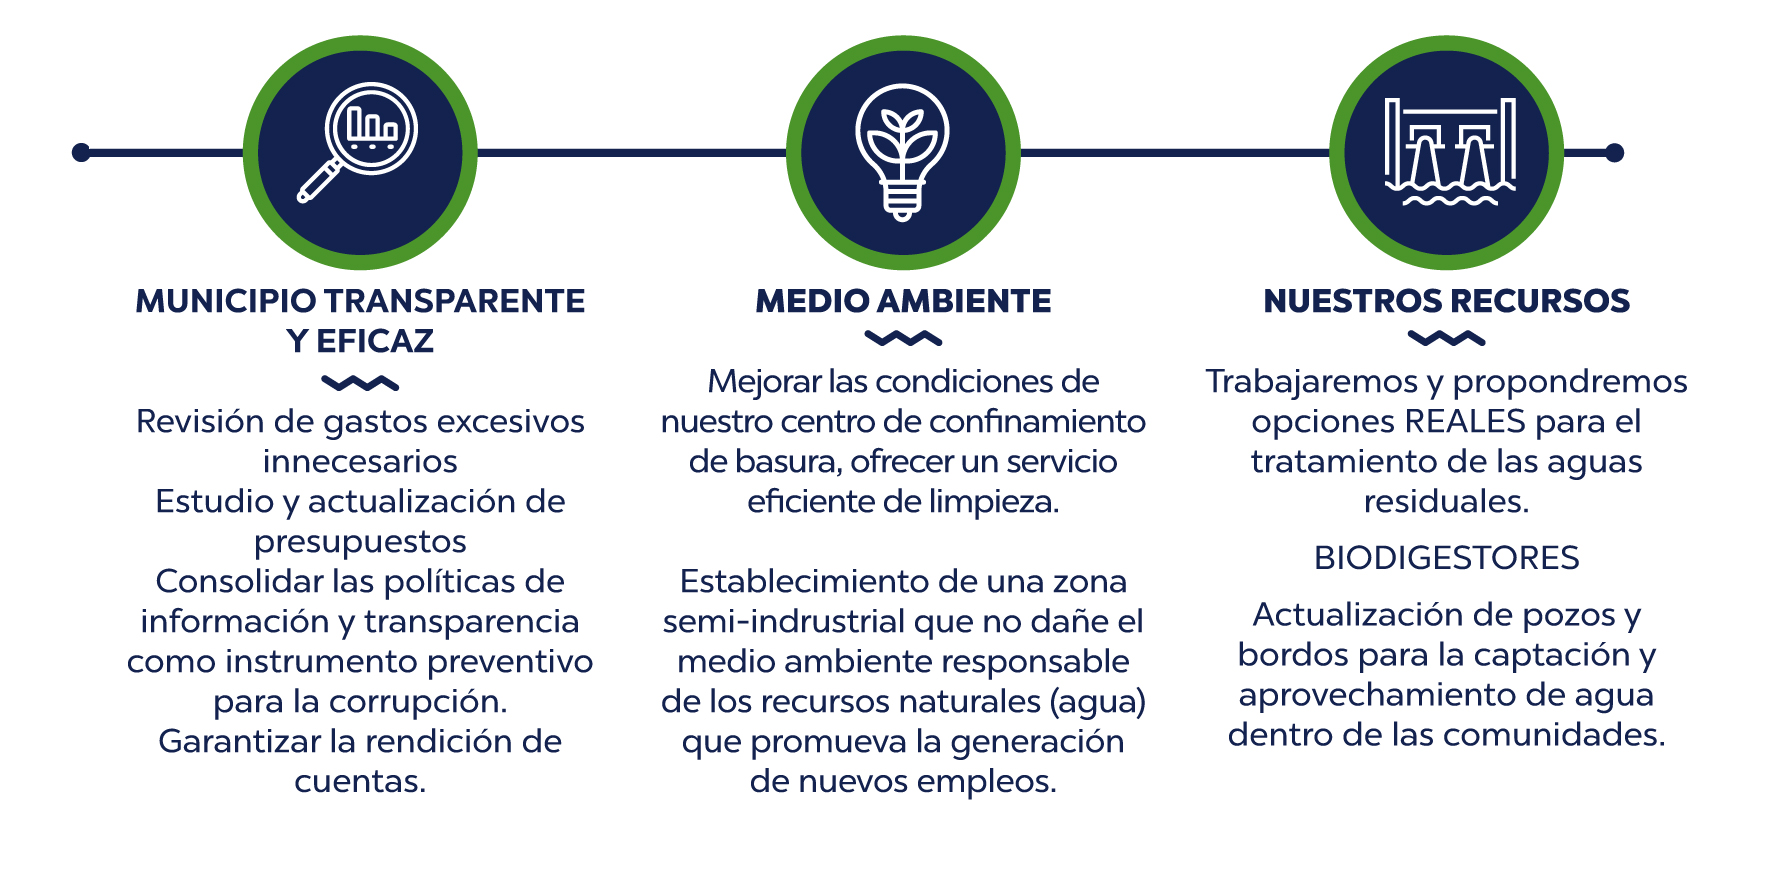 MUNICIPIO TRANSPARENTE
Y EFICAZ
Revisión de gastos excesivos
innecesarios
Estudio y actualización de
presupuestos
Consolidar las políticas de
información y transparencia
como instrumento preventivo
para la corrupción.
Garantizar la rendición de
cuentas.
MEDIO AMBIENTE
Mejorar las condiciones de
nuestro centro de confinamiento
de basura, ofrecer un servicio
eficiente de limpieza.
Establecimiento de una zona
semi-indrustrial que no dañe el
medio ambiente responsable
de los recursos naturales (agua)
que promueva la generación
de nuevos empleos.
NUESTROS RECURSOS
Trabajaremos y propondremos
opciones REALES para el
tratamiento de las aguas
residuales.
BIODIGESTORES
Actualización de pozos y
bordos para la captación y
aprovechamiento de agua
dentro de las comunidades.